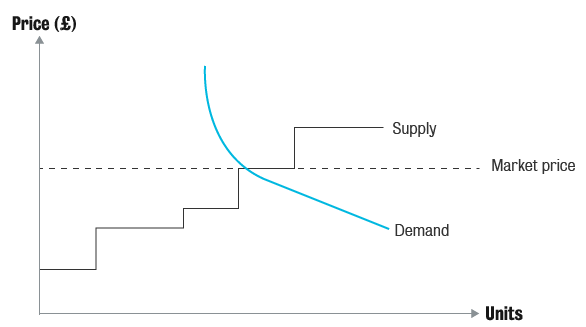 Price (£)
Supply
Market price
Demand
Units